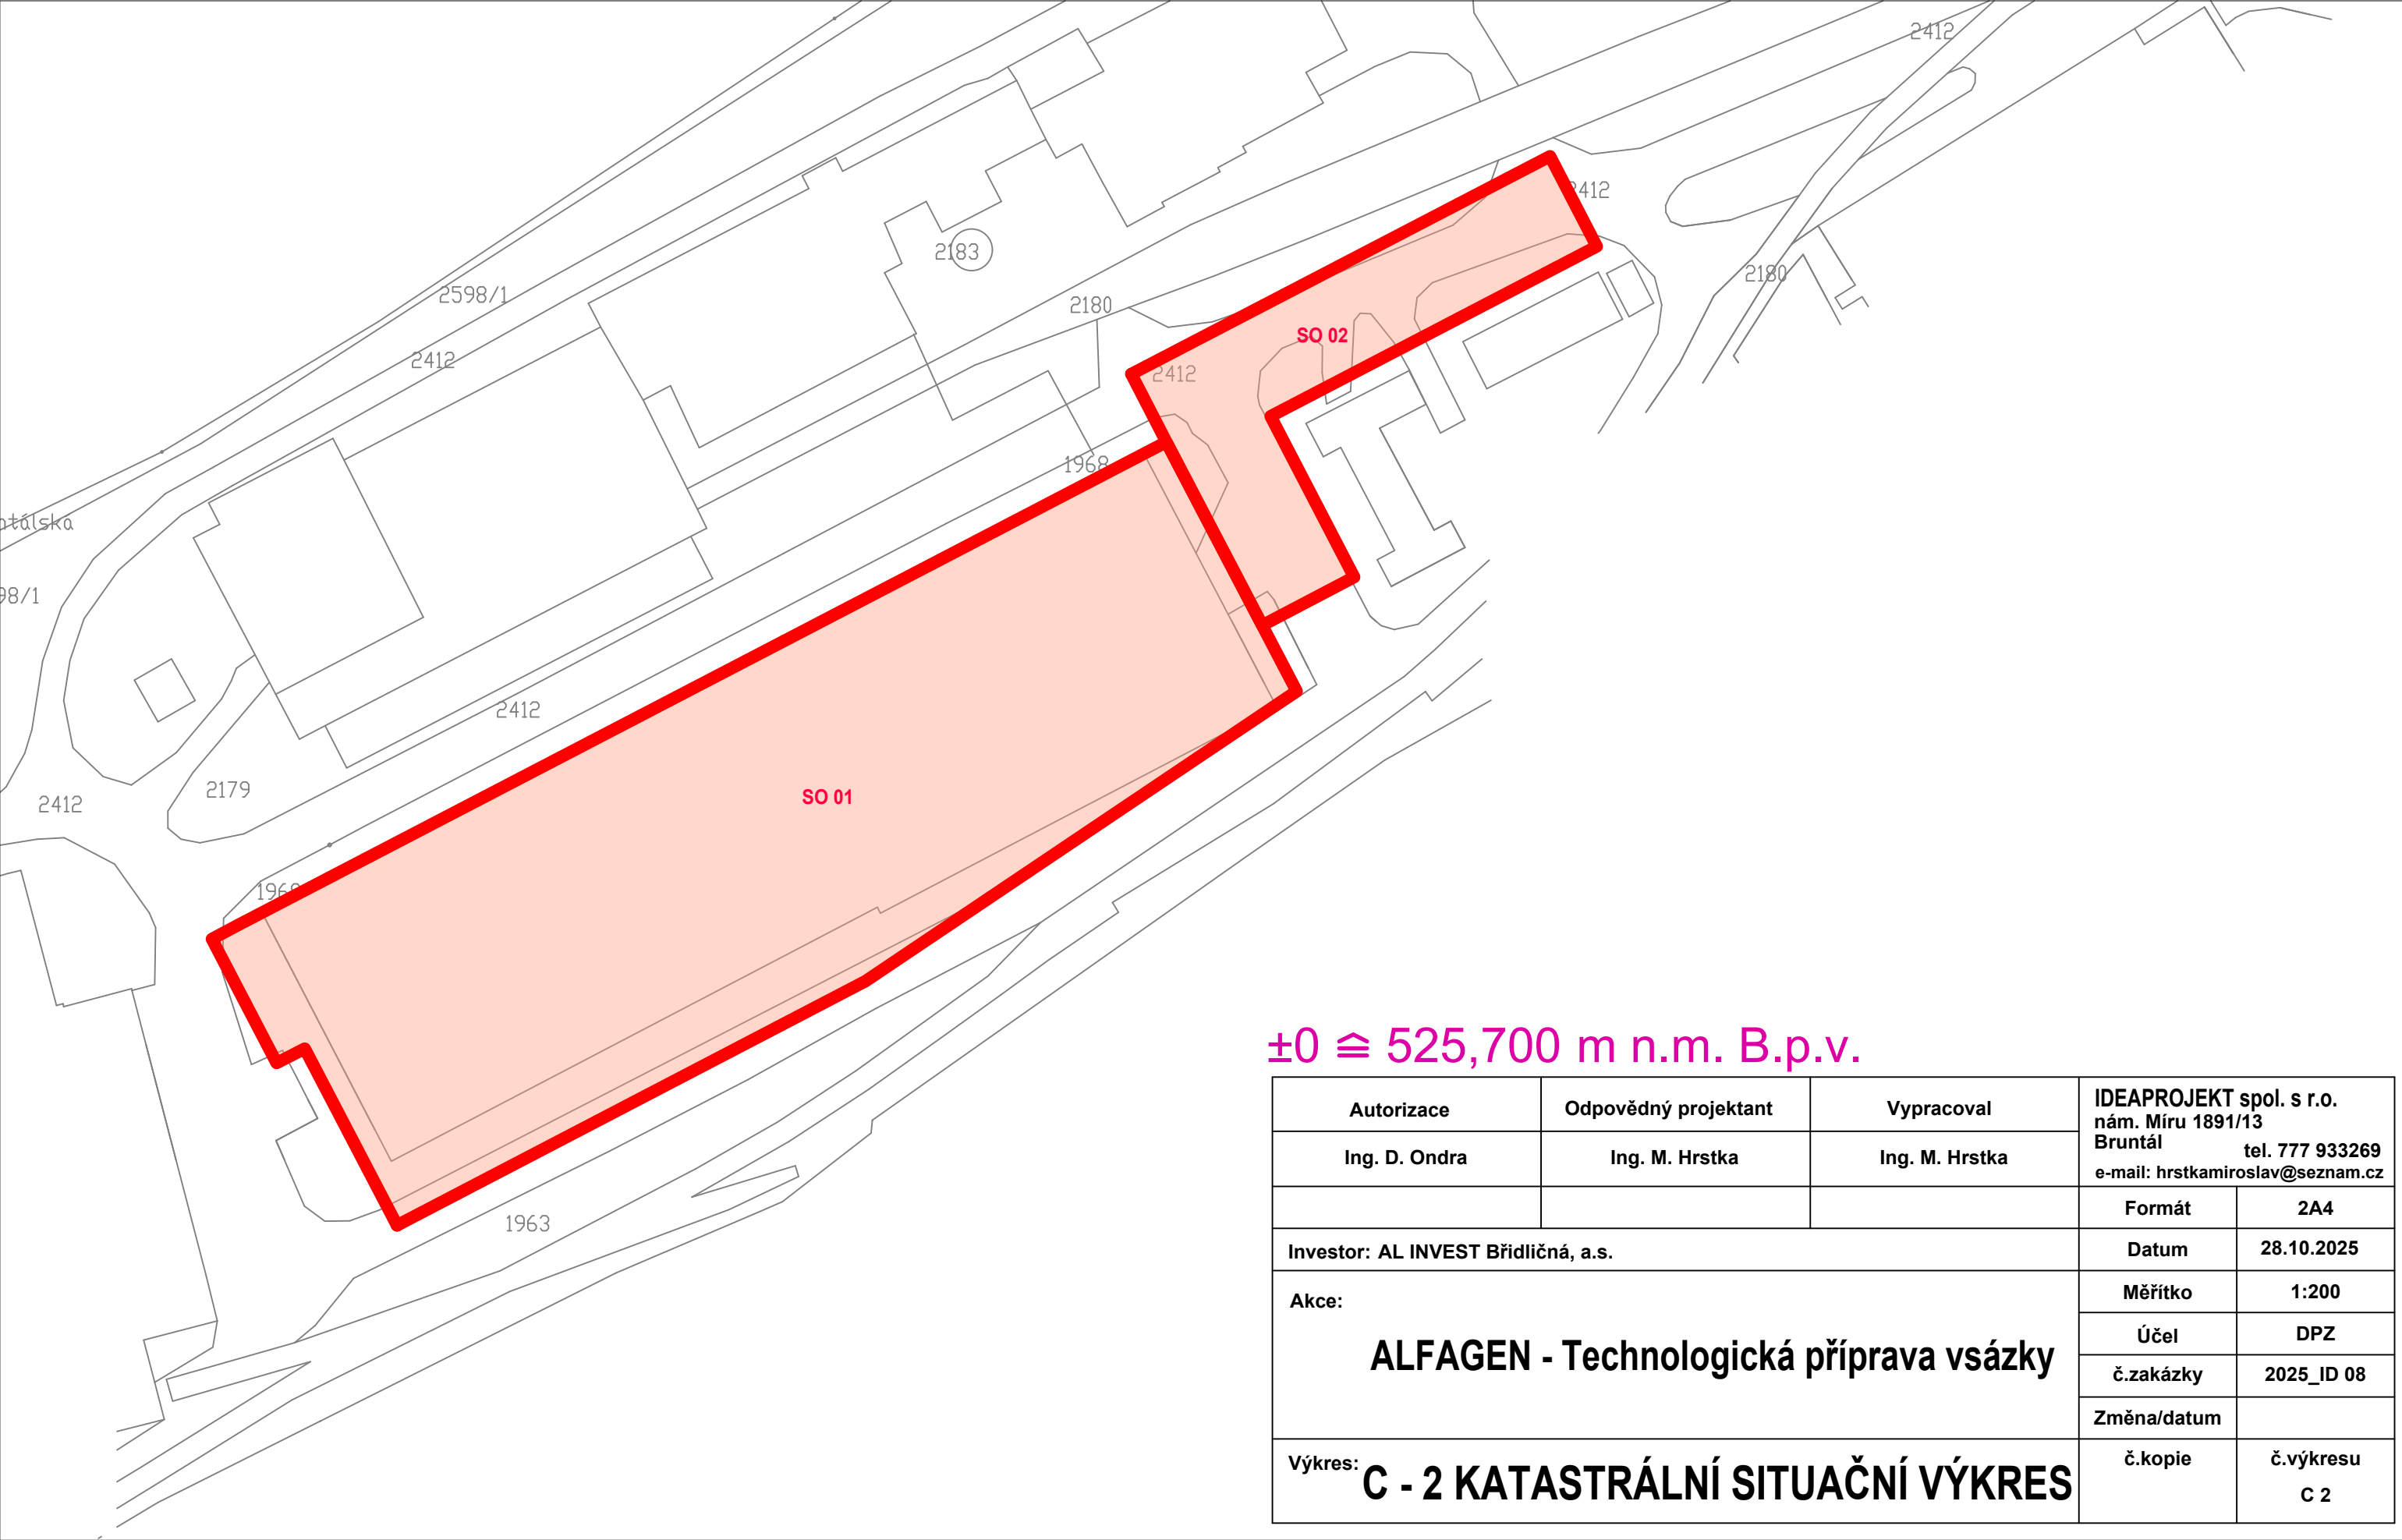 2412
2412
2183
2180
2598/1
2180
SO 02
2412
2412
1968
98/1
2412
2179
SO 01
2412
1963
±0 ≙ 525,700 m n.m. B.p.v.
Autorizace
Odpovědný projektant
Vypracoval
IDEAPROJEKT spol. s r.o.
nám. Míru 1891/13
Bruntál
tel. 777 933269
e-mail: hrstkamiroslav@seznam.cz
Ing. D. Ondra
Ing. M. Hrstka
Ing. M. Hrstka
Formát
2A4
Investor: AL INVEST Břidličná, a.s.
Datum
28.10.2025
Akce:
Měřítko
1:200
ALFAGEN - Technologická příprava vsázky
Účel
DPZ
č.zakázky
2025_ID 08
Změna/datum
Výkres: C - 2 KATASTRÁLNÍ SITUAČNÍ VÝKRES
č.kopie
č.výkresu
C 2